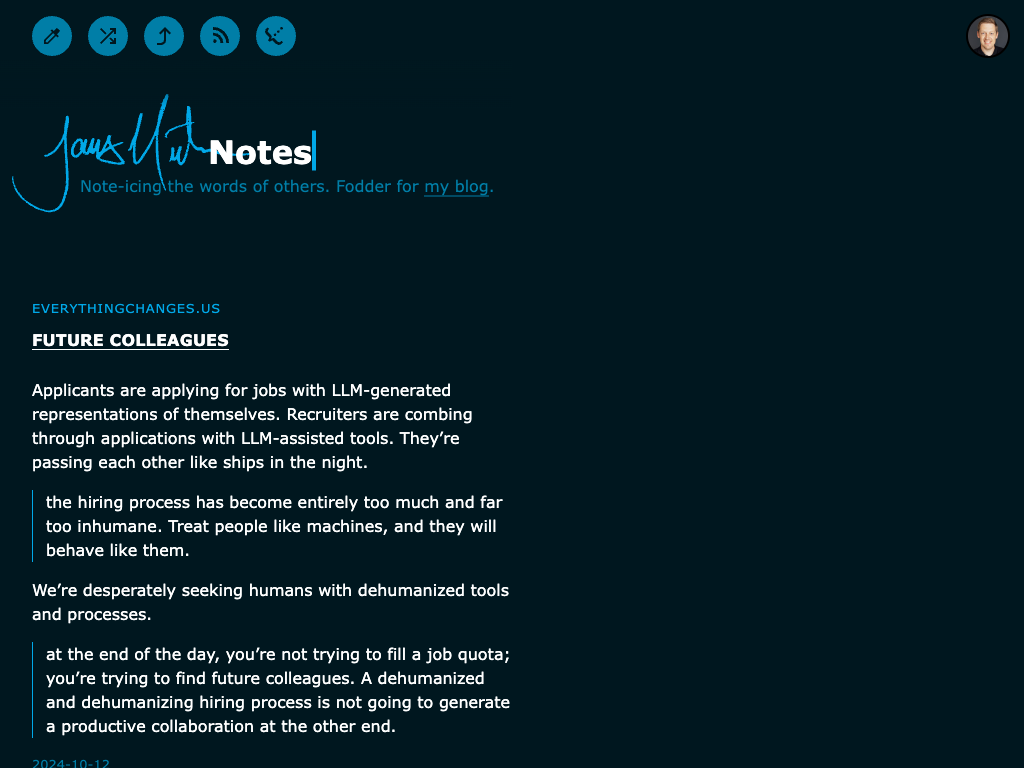 Notes
Note-icing the words of others. Fodder for my blog.
EVERYTHINGCHANGES.US
FUTURE COLLEAGUES
Applicants are applying for jobs with LLM-generated
representations of themselves. Recruiters are combing
through applications with LLM-assisted tools. They’re
passing each other like ships in the night.
the hiring process has become entirely too much and far
too inhumane. Treat people like machines, and they will
behave like them.
We’re desperately seeking humans with dehumanized tools
and processes.
at the end of the day, you’re not trying to fill a job quota;
you’re trying to find future colleagues. A dehumanized
and dehumanizing hiring process is not going to generate
a productive collaboration at the other end.
2024-10-12